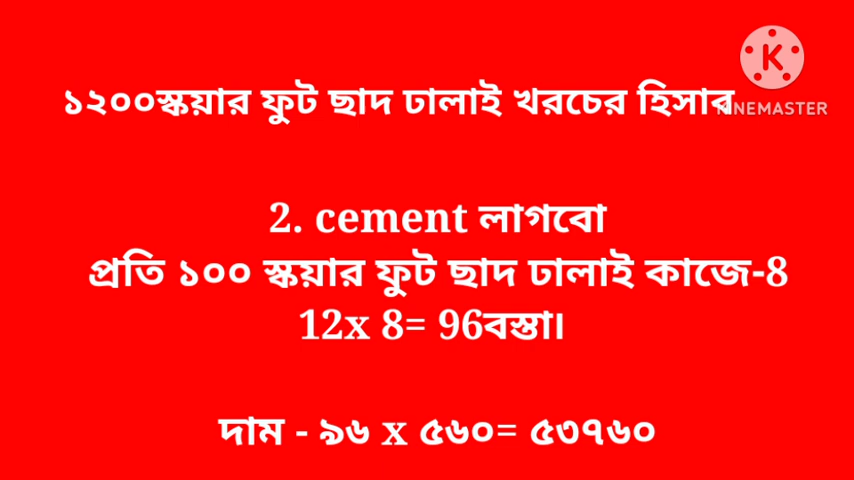 ১২০০স্কয়ার ফুট ছাদ ঢালাই খরচের হিসাব
K
KINEMASTER
2. cement লাগবো
প্রতি ১০০ স্কয়ার ফুট ছাদ ঢালাই কাজে-8
12x 8= 96বস্তা।
দাম - ৯৬ x ৫৬০= ৫৩৭৬০